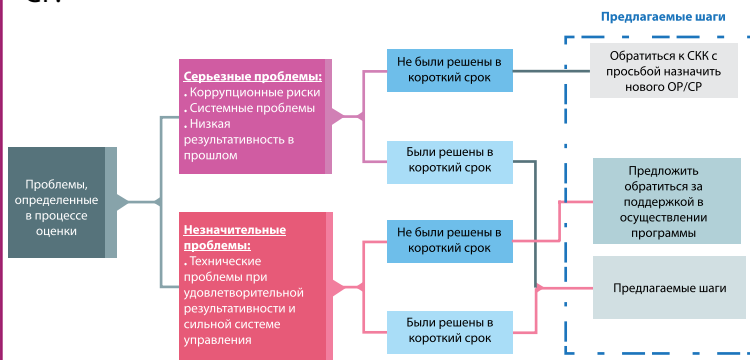 Предлагаемые шаги
Проблемы,
определенные
в процессе
оценки
Серьезные проблемы:
. Коррупционные риски
. Системные проблемы
. Низкая
результативность в
прошлом
Незначительные
проблемы:
. Технические
проблемы при
удовлетворительной
результативности и
сильной системе
управления
Не были решены в
короткий срок
Были решены в
короткий срок
Не были решены в
короткий срок
Были решены в
короткий срок
Обратиться к СКК с
просьбой назначить
нового ОР/СР
Предложить
обратиться за
поддержкой в
осуществлении
программы
Предлагаемые шаги